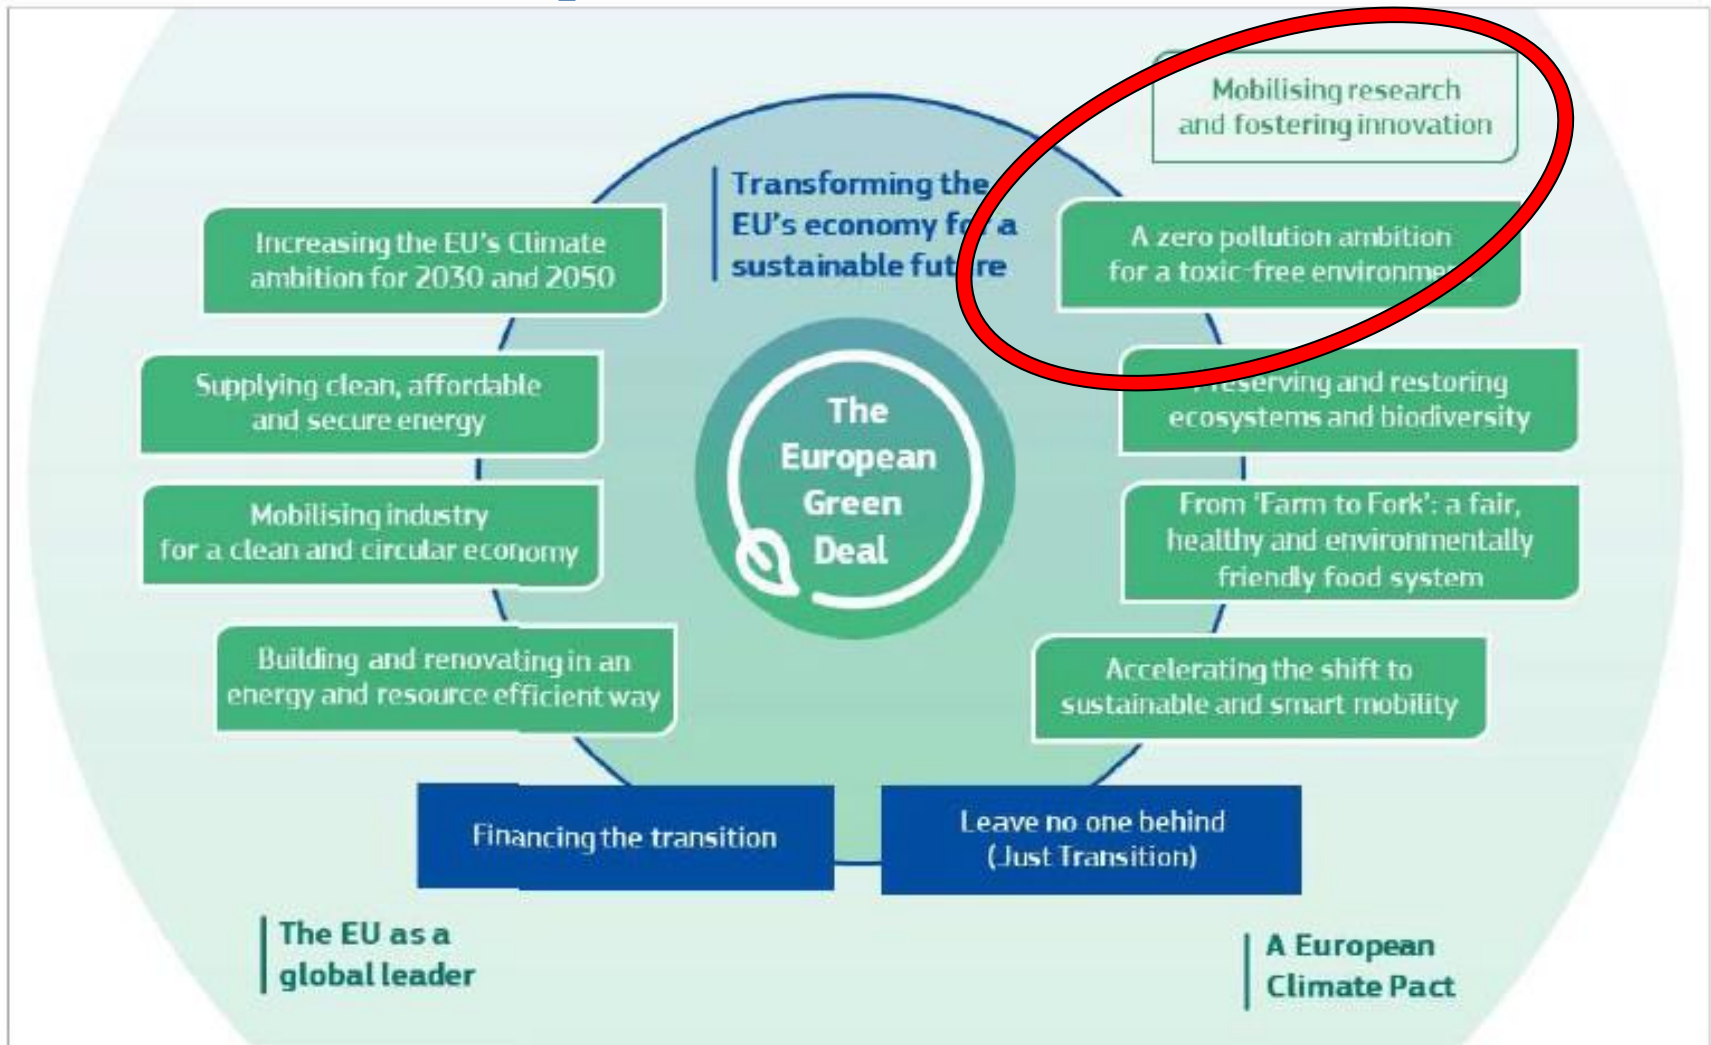 Mobilising research
and fostering innovation
Transforming the
EU's economy for a
sustainable future
Increasing the EU's Climate
ambition for 2030 and 2050
A zero pollution ambition
for a toxic-free environment
Supplying clean, affordable
and secure energy
The
European
Green
Deal
Preserving and restoring
ecosystems and biodiversity
Mobilising industry
for a clean and circular economy
From 'Farm to Fork': a fair,
healthy and environmentally
friendly food system
Building and renovating in an
energy and resource efficient way
Accelerating the shift to
sustainable and smart mobility
Financing the transition
Leave no one behind
(Just Transition)
The EU as a
global leader
A European
Climate Pact